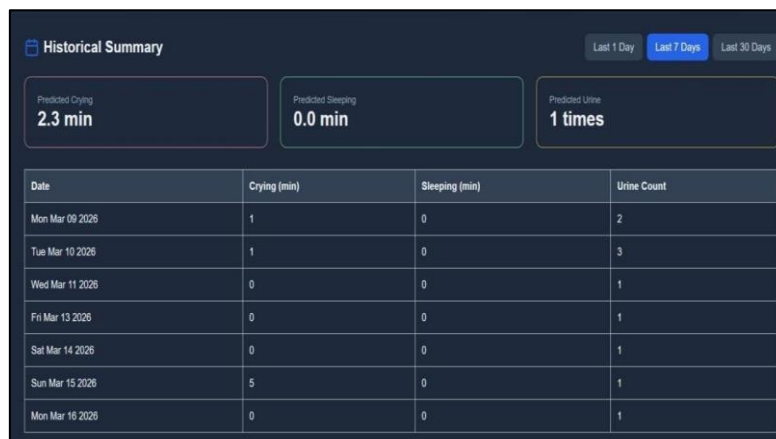 Historical Summary
Last 1 Day Last 7 Days Last 30 Days
Predicted Crying Predicted Sleeping Predicted Urine
2.3 min 0.0 min 1 times
Date Crying (min) Sleeping (min) Urine Count
Mon Mar 09 2026 1 0 2
Tue Mar 10 2026 1 0 3
Wed Mar 11 2026 0 0 1
Fri Mar 13 2026 0 0 1
Sat Mar 14 2026 0 0 1
Sun Mar 15 2026 5 0 1
Mon Mar 16 2026 0 0 1